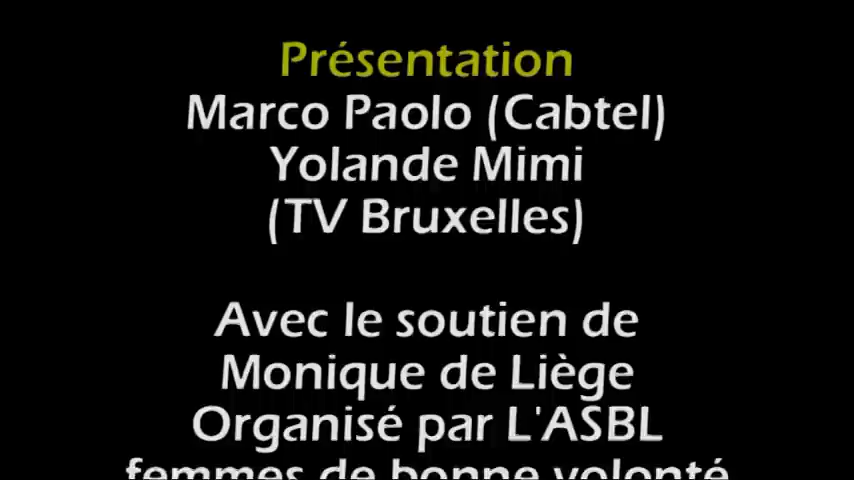 Présentation
Marco Paolo (Cabtel)
Yolande Mimi
(TV Bruxelles)
Avec le soutien de
Monique de Liège
Organisé par L'ASBL
femmes de bonne volonté